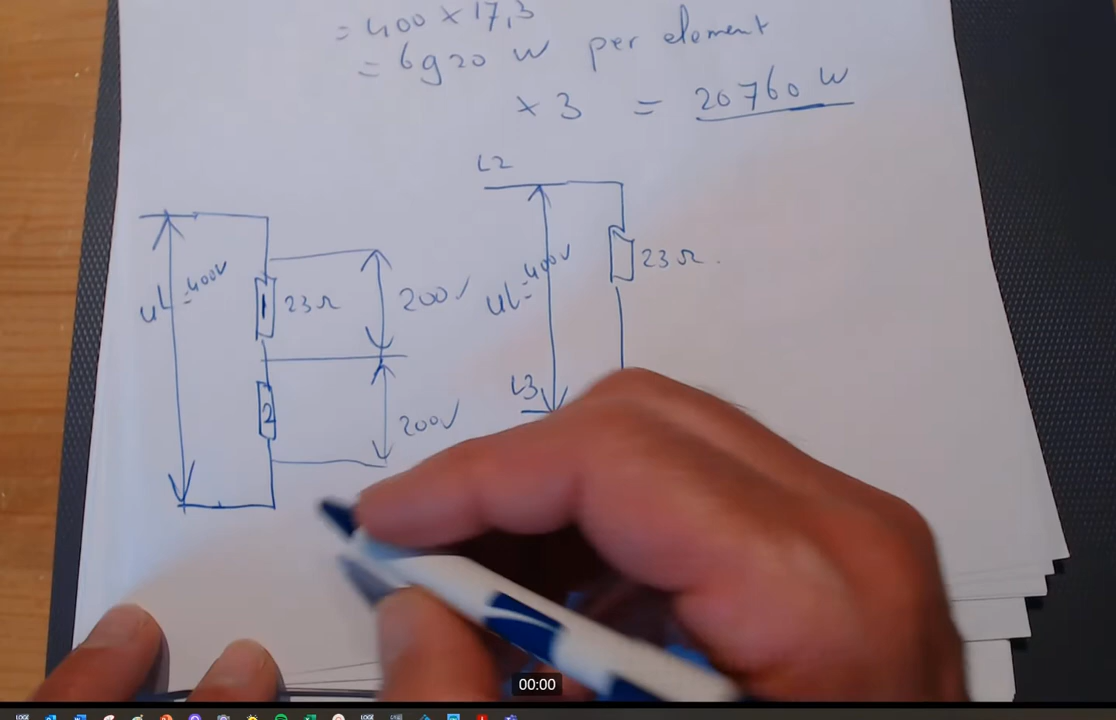 = 400 × 17,3
= 6920 W per element
× 3 = 20760 W
L2
UL=400V
23Ω
200V
UL=400V
23Ω.
1
L3
2
200V
00:00